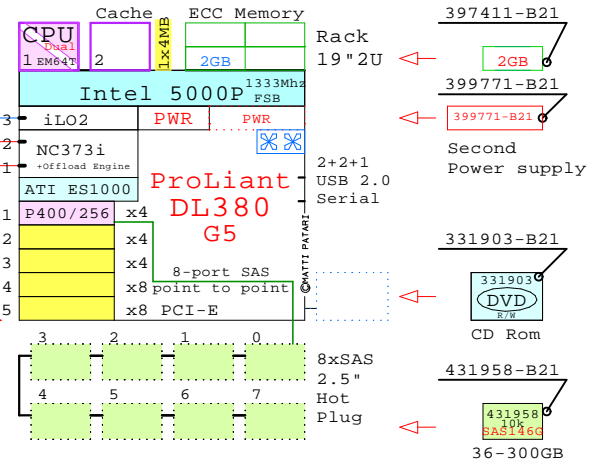 Cache
ECC Memory
397411-B21
CPU
Dual
1 EM64T
2
1x4MB
2GB
Rack
19"2U
2GB
399771-B21
Intel 5000P
1333Mhz
FSB
3
iLO2
PWR
PWR
399771-B21
2
NC373i
1
+Offload Engine
Second
Power supply
ATI ES1000
ProLiant
DL380
G5
2+2+1
USB 2.0
Serial
1
P400/256
x4
2
x4
3
x4
4
x8
5
x8 PCI-E
8-port SAS
point to point
©MATTI PATARI
331903-B21
331903
DVD
R/W
CD Rom
3
2
1
0
8xSAS
2.5"
Hot
Plug
4
5
6
7
431958-B21
431958
10k
SAS146G
36-300GB